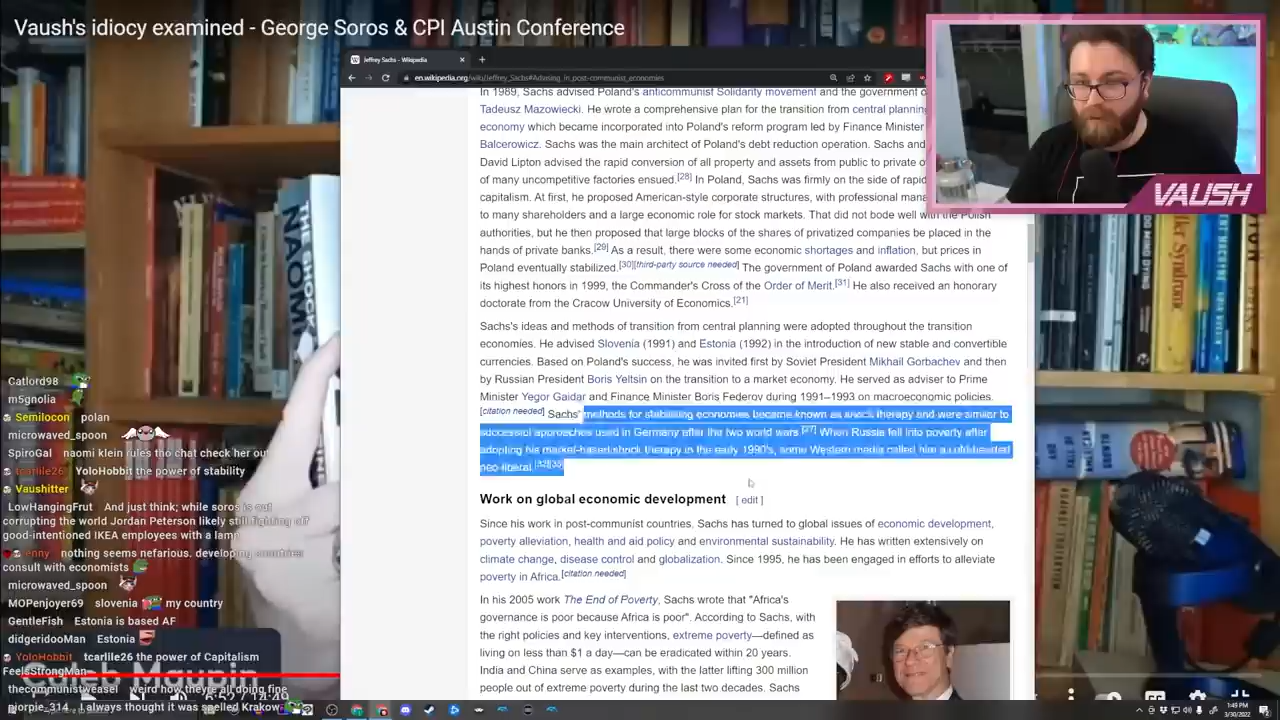 Vaush's idiocy examined - George Soros & CPI Austin Conference
Jeffrey Sachs - Wikipedia
en.wikipedia.org/wiki/Jeffrey_Sachs#Advising_in_post-communist_economies
In 1989, Sachs advised Poland's anticommunist Solidarity movement and the government o
Tadeusz Mazowiecki. He wrote a comprehensive plan for the transition from central planning
economy which became incorporated into Poland's reform program led by Finance Minister
Balcerowicz. Sachs was the main architect of Poland's debt reduction operation. Sachs and
David Lipton advised the rapid conversion of all property and assets from public to private o
of many uncompetitive factories ensued.[28] In Poland, Sachs was firmly on the side of rapid
capitalism. At first, he proposed American-style corporate structures, with professional mana
to many shareholders and a large economic role for stock markets. That did not bode well with the Polish
authorities, but he then proposed that large blocks of the shares of privatized companies be placed in the
hands of private banks.[29] As a result, there were some economic shortages and inflation, but prices in
Poland eventually stabilized.[30][third-party source needed] The government of Poland awarded Sachs with one of
its highest honors in 1999, the Commander's Cross of the Order of Merit.[31] He also received an honorary
doctorate from the Cracow University of Economics.[21]
Sachs's ideas and methods of transition from central planning were adopted throughout the transition
economies. He advised Slovenia (1991) and Estonia (1992) in the introduction of new stable and convertible
currencies. Based on Poland's success, he was invited first by Soviet President Mikhail Gorbachev and then
by Russian President Boris Yeltsin on the transition to a market economy. He served as adviser to Prime
Minister Yegor Gaidar and Finance Minister Boris Federov during 1991–1993 on macroeconomic policies.
[citation needed] Sachs' methods for stabilising economies became known as shock therapy and were similar to
successful approaches used in Germany after the two world wars.[27] When Russia fell into poverty after
adopting his market-based shock therapy in the early 1990's, some Western media called him a cold-hearted
neo-liberal.[32][33]
Work on global economic development [ edit ]
Since his work in post-communist countries, Sachs has turned to global issues of economic development,
poverty alleviation, health and aid policy and environmental sustainability. He has written extensively on
climate change, disease control and globalization. Since 1995, he has been engaged in efforts to alleviate
poverty in Africa.[citation needed]
In his 2005 work The End of Poverty, Sachs wrote that "Africa's
governance is poor because Africa is poor". According to Sachs, with
the right policies and key interventions, extreme poverty—defined as
living on less than $1 a day—can be eradicated within 20 years.
India and China serve as examples, with the latter lifting 300 million
people out of extreme poverty during the last two decades. Sachs
VAUSH
THE SHOCK
NAOMI
Catlord98
m5gnolia
Semilocon polan
microwaved_spoon
SpiroGal naomi klein rules tho check her out
tcarlile26 YoloHobbit the power of stability
Vaushitter
LowHangingFrut And just think; while soros is out
corrupting the world Jordan Peterson likely still fighting off
good-intentioned IKEA employees with a lamp
enny nothing seems nefarious. developing countries
consult with economists
microwaved_spoon
MOPenjoyer69 slovenia my country
GentleFish Estonia is based AF
didgeridooMan Estonia
YoloHobbit tcarlile26 the power of Capitalism
FeelsStrongMan
thecommunistweasel weird how they're all doing fine
jorpie_314 I always thought it was spelled Krakow
Caleb Maupin
6:52 / 14:49
1:49 PM
3/30/2022